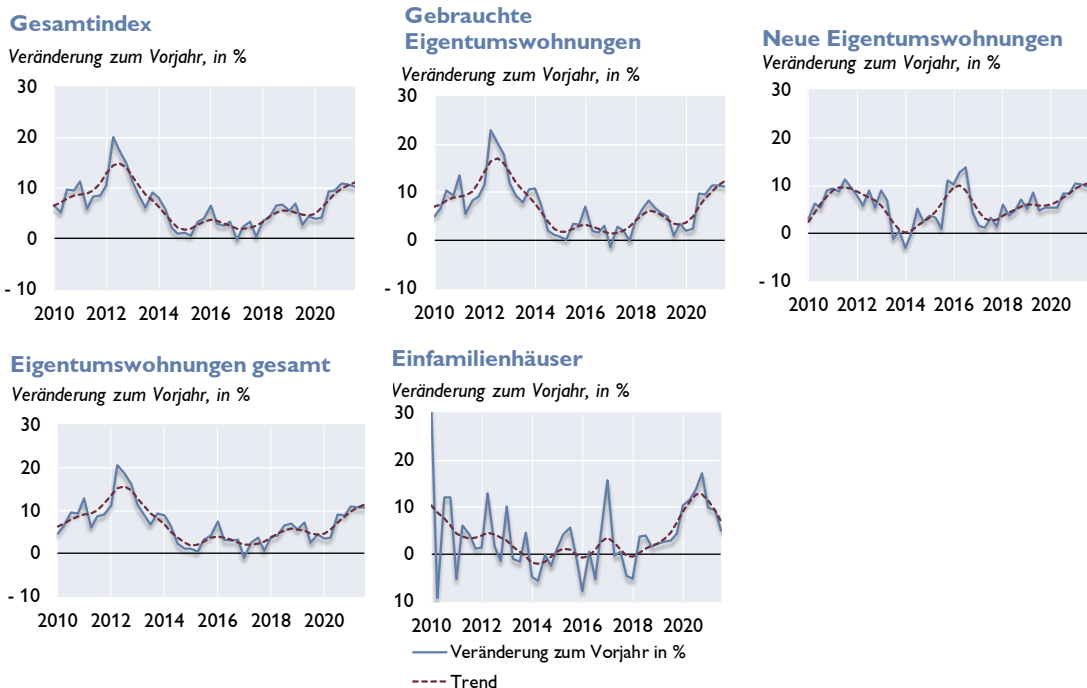 Gesamtindex
Veränderung zum Vorjahr, in %
30
20
10
0
- 10
2010 2012 2014 2016 2018 2020
Gebrauchte
Eigentumswohnungen
Veränderung zum Vorjahr, in %
30
20
10
0
- 10
2010 2012 2014 2016 2018 2020
Neue Eigentumswohnungen
Veränderung zum Vorjahr, in %
30
20
10
0
- 10
2010 2012 2014 2016 2018 2020
Eigentumswohnungen gesamt
Veränderung zum Vorjahr, in %
30
20
10
0
- 10
2010 2012 2014 2016 2018 2020
Einfamilienhäuser
Veränderung zum Vorjahr, in %
30
20
10
0
10
2010 2012 2014 2016 2018 2020
Veränderung zum Vorjahr in %
Trend